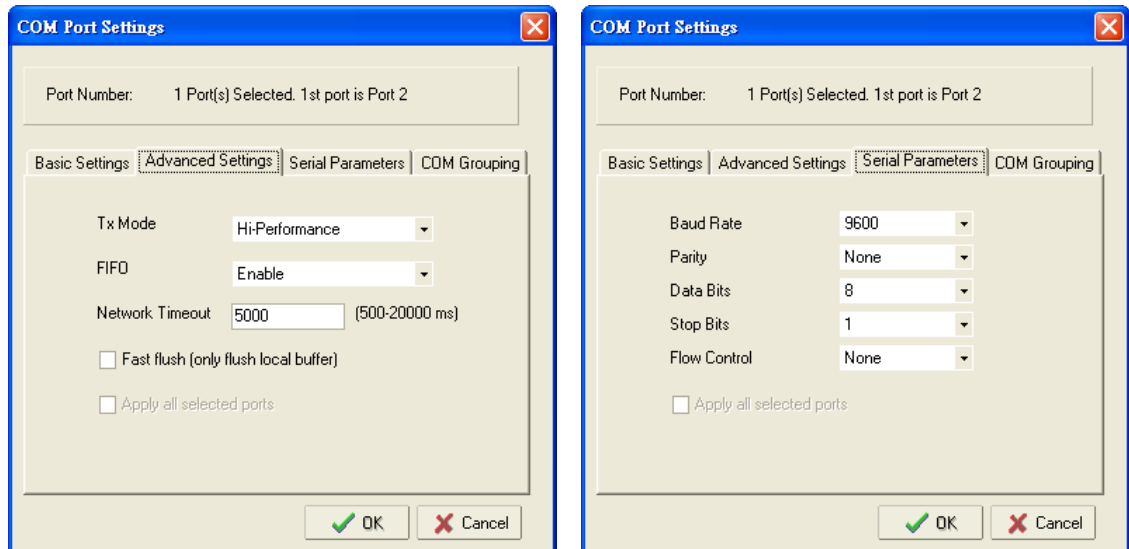 COM Port Settings
Port Number: 1 Port(s) Selected. 1st port is Port 2
Basic Settings Advanced Settings Serial Parameters COM Grouping
Tx Mode Hi-Performance
FIFO Enable
Network Timeout 5000 (500-20000 ms)
Fast flush (only flush local buffer)
Apply all selected ports
OK Cancel
COM Port Settings
Port Number: 1 Port(s) Selected. 1st port is Port 2
Basic Settings Advanced Settings Serial Parameters COM Grouping
Baud Rate 9600
Parity None
Data Bits 8
Stop Bits 1
Flow Control None
Apply all selected ports
OK Cancel